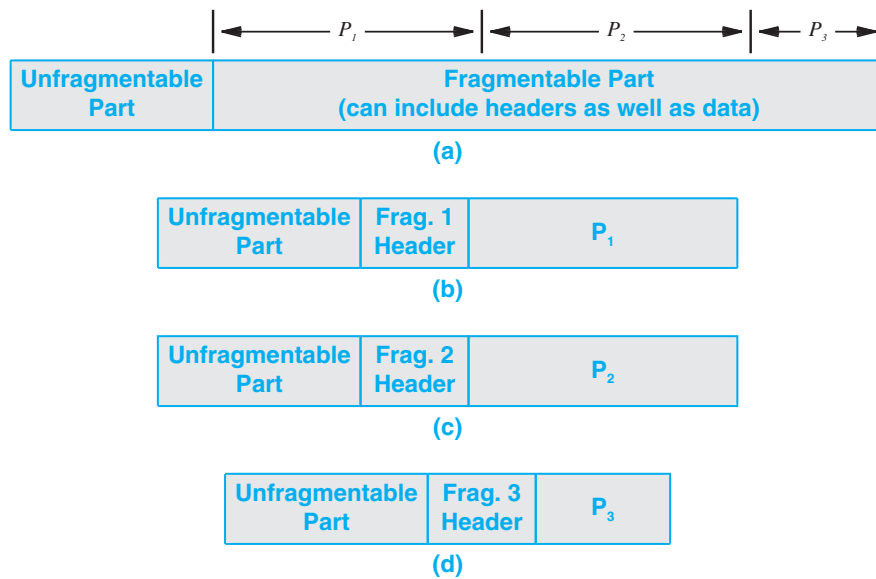 P₁ P₂ P₃
Unfragmentable Part
Fragmentable Part
(can include headers as well as data)
(a)
Unfragmentable Part
Frag. 1 Header
P₁
(b)
Unfragmentable Part
Frag. 2 Header
P₂
(c)
Unfragmentable Part
Frag. 3 Header
P₃
(d)